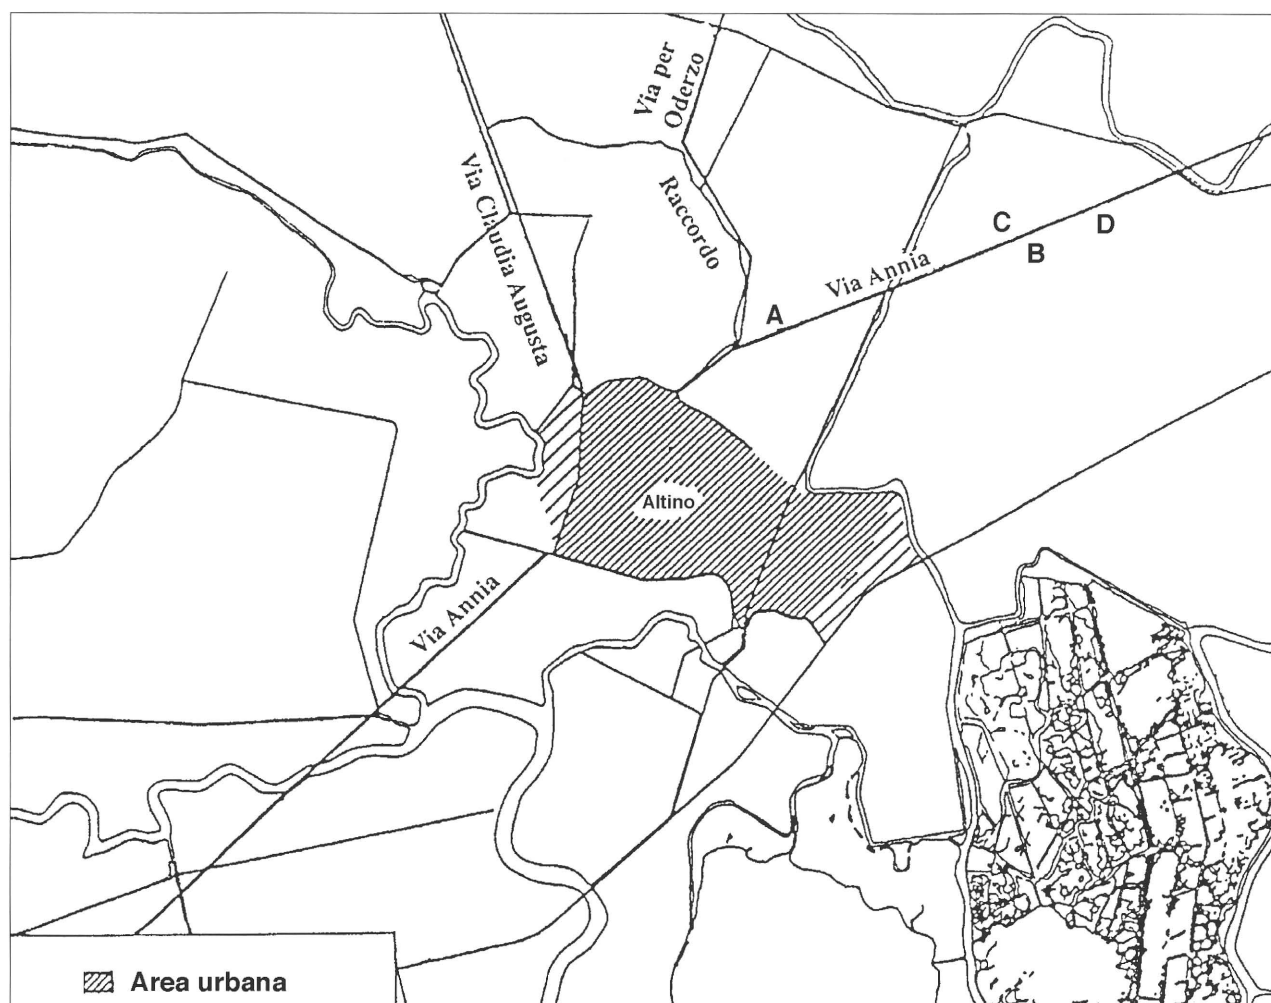 Via per
Oderzo
Via Claudia Augusta
Raccordo
C
D
B
Via Annia
A
Altino
Via Annia
Area urbana